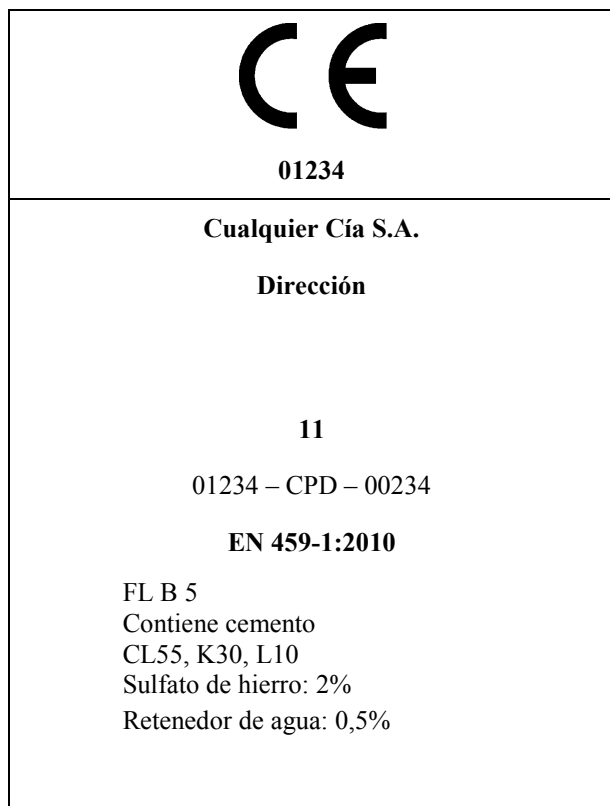 CE
01234
Cualquier Cía S.A.
Dirección
11
01234 – CPD – 00234
EN 459-1:2010
FL B 5
Contiene cemento
CL55, K30, L10
Sulfato de hierro: 2%
Retenedor de agua: 0,5%